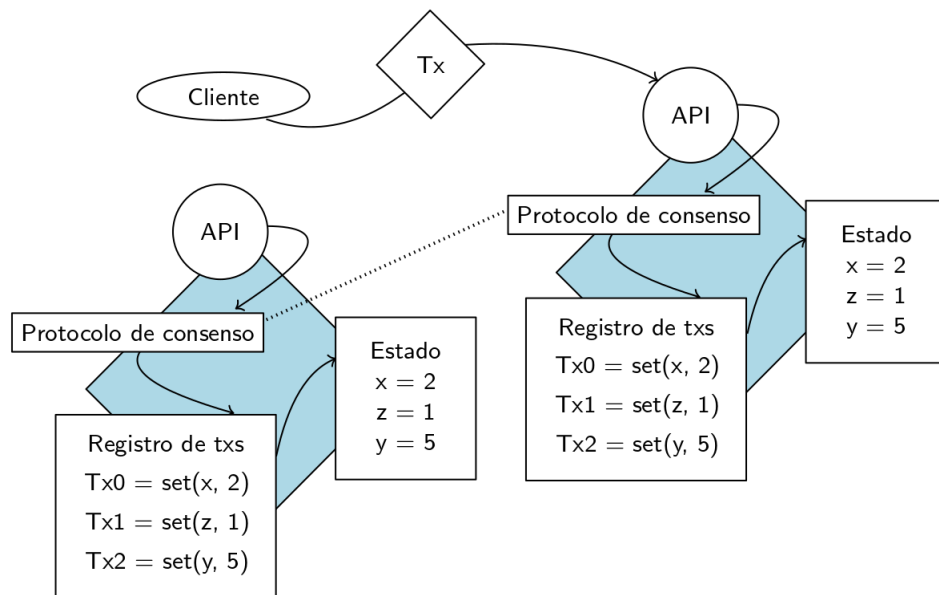 Tx
Cliente
API
Protocolo de consenso
Estado
x = 2
z = 1
y = 5
Registro de txs
Tx0 = set(x, 2)
Tx1 = set(z, 1)
Tx2 = set(y, 5)
API
Protocolo de consenso
Estado
x = 2
z = 1
y = 5
Registro de txs
Tx0 = set(x, 2)
Tx1 = set(z, 1)
Tx2 = set(y, 5)